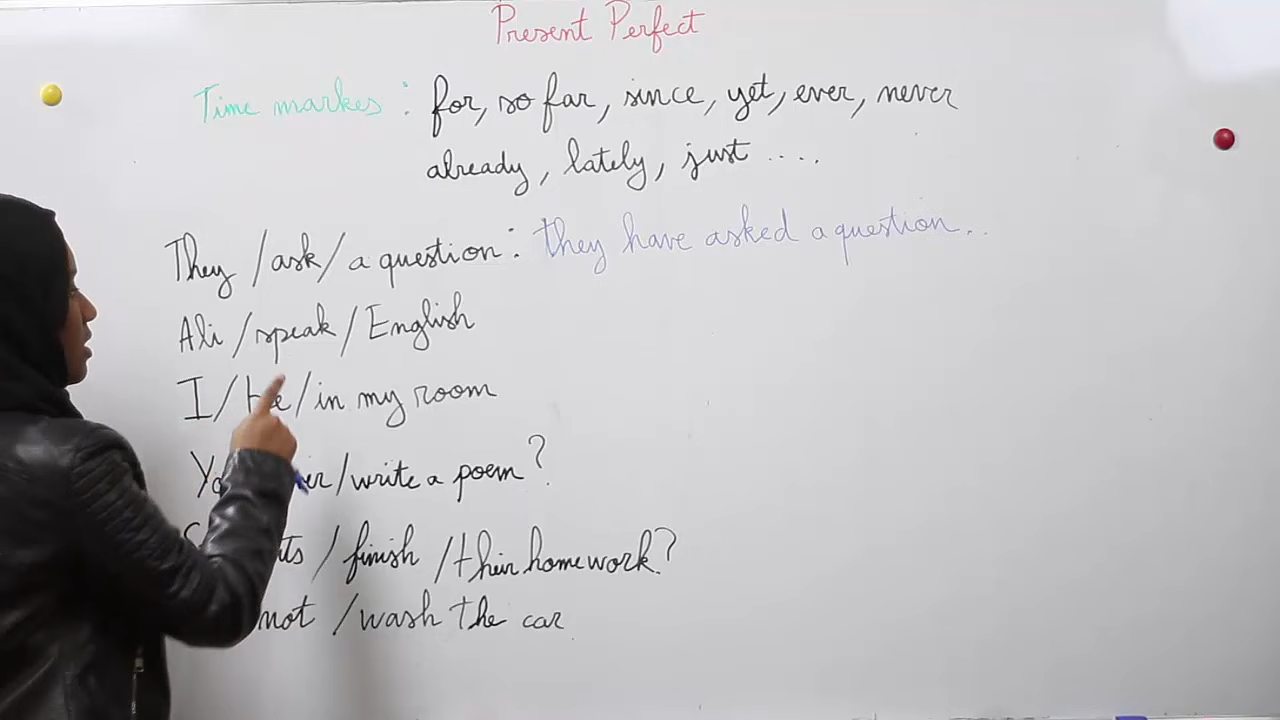 Present Perfect
Time markes : for, so far, since, yet, ever, never
already, lately, just ....
They /ask/ a question : they have asked a question..
Ali /speak/ English
I / be / in my room
/write a poem?
/ finish /their homework?
not /wash the car